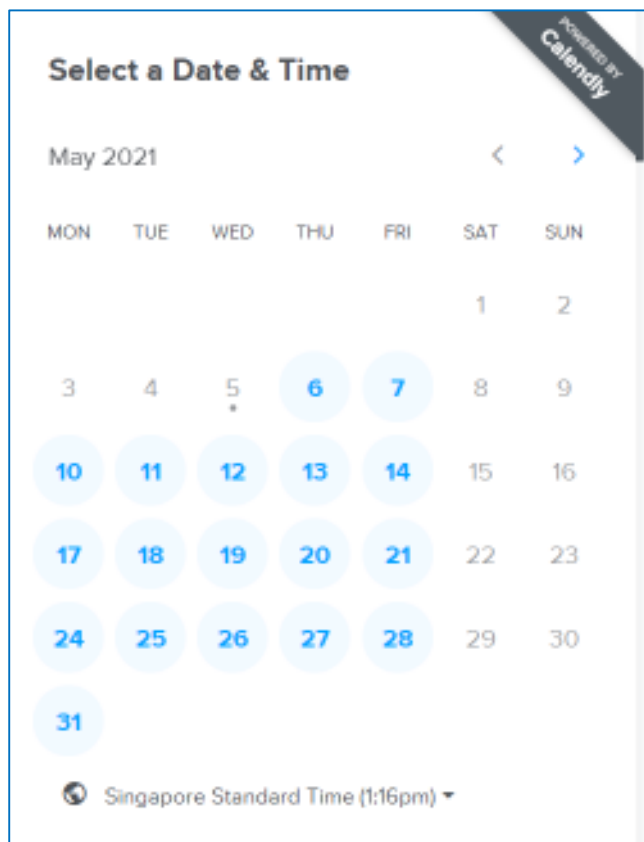 POWERED BY
Calendly
Select a Date & Time
May 2021
MON TUE WED THU FRI SAT SUN
1 2
3 4 5 6 7 8 9
10 11 12 13 14 15 16
17 18 19 20 21 22 23
24 25 26 27 28 29 30
31
Singapore Standard Time (1:16pm)